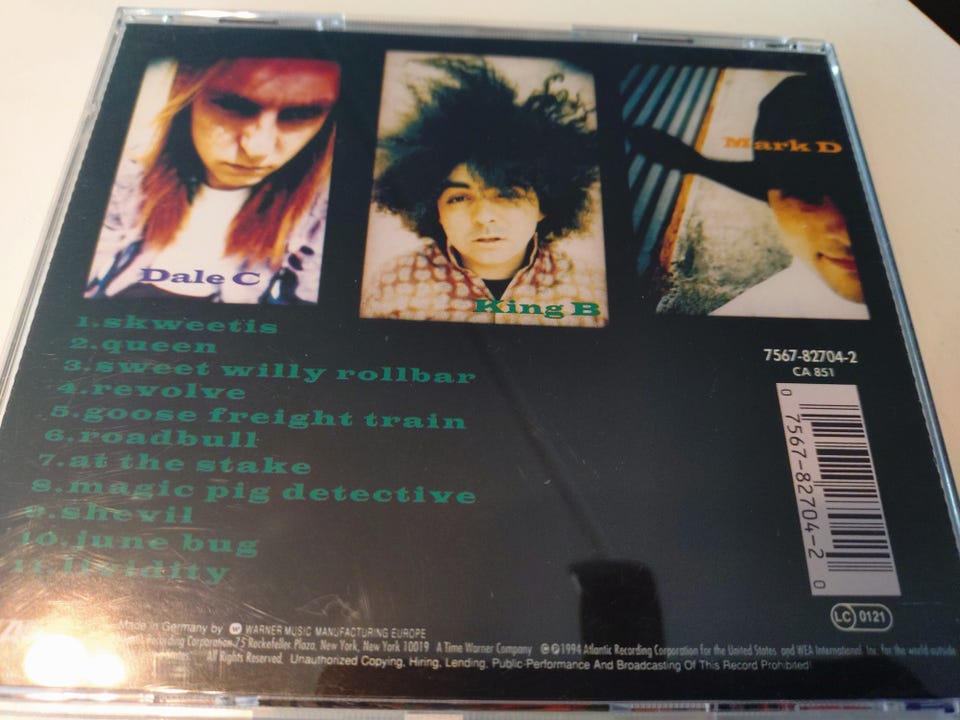 Dale C
King B
Mark D
1.skweetis
2.queen
3.sweet willy rollbar
4.revolve
5.goose freight train
6.roadbull
7.at the stake
8.magic pig detective
9.shevil
10.june bug
11.lividity
7567-82704-2
CA 851
0 7567-82704-2 0
LC 0121
Made in Germany by WARNER MUSIC MANUFACTURING EUROPE
Recording Corporation 75 Rockefeller Plaza, New York, New York 10019 A Time Warner Company ©℗1994 Atlantic Recording Corporation for the United States and WEA International Inc. for the world outside
All Rights Reserved. Unauthorized Copying, Hiring, Lending, Public Performance And Broadcasting Of This Record Prohibited